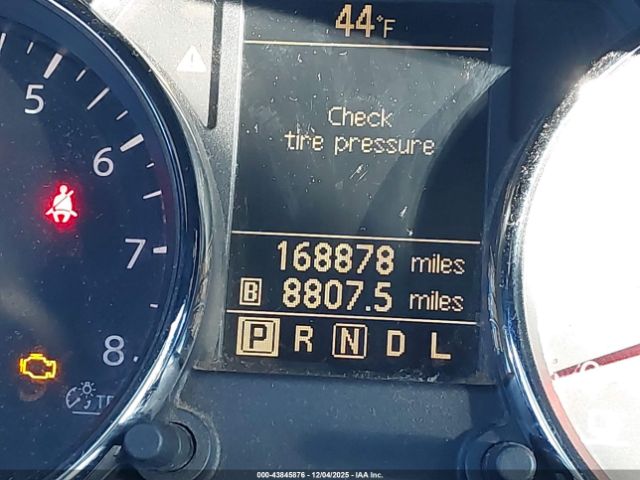 44°F
5
Check
tire pressure
6
7
168878 miles
B 8807.5 miles
8
P R N D L
000-43845876 - 12/04/2025 - IAA Inc.